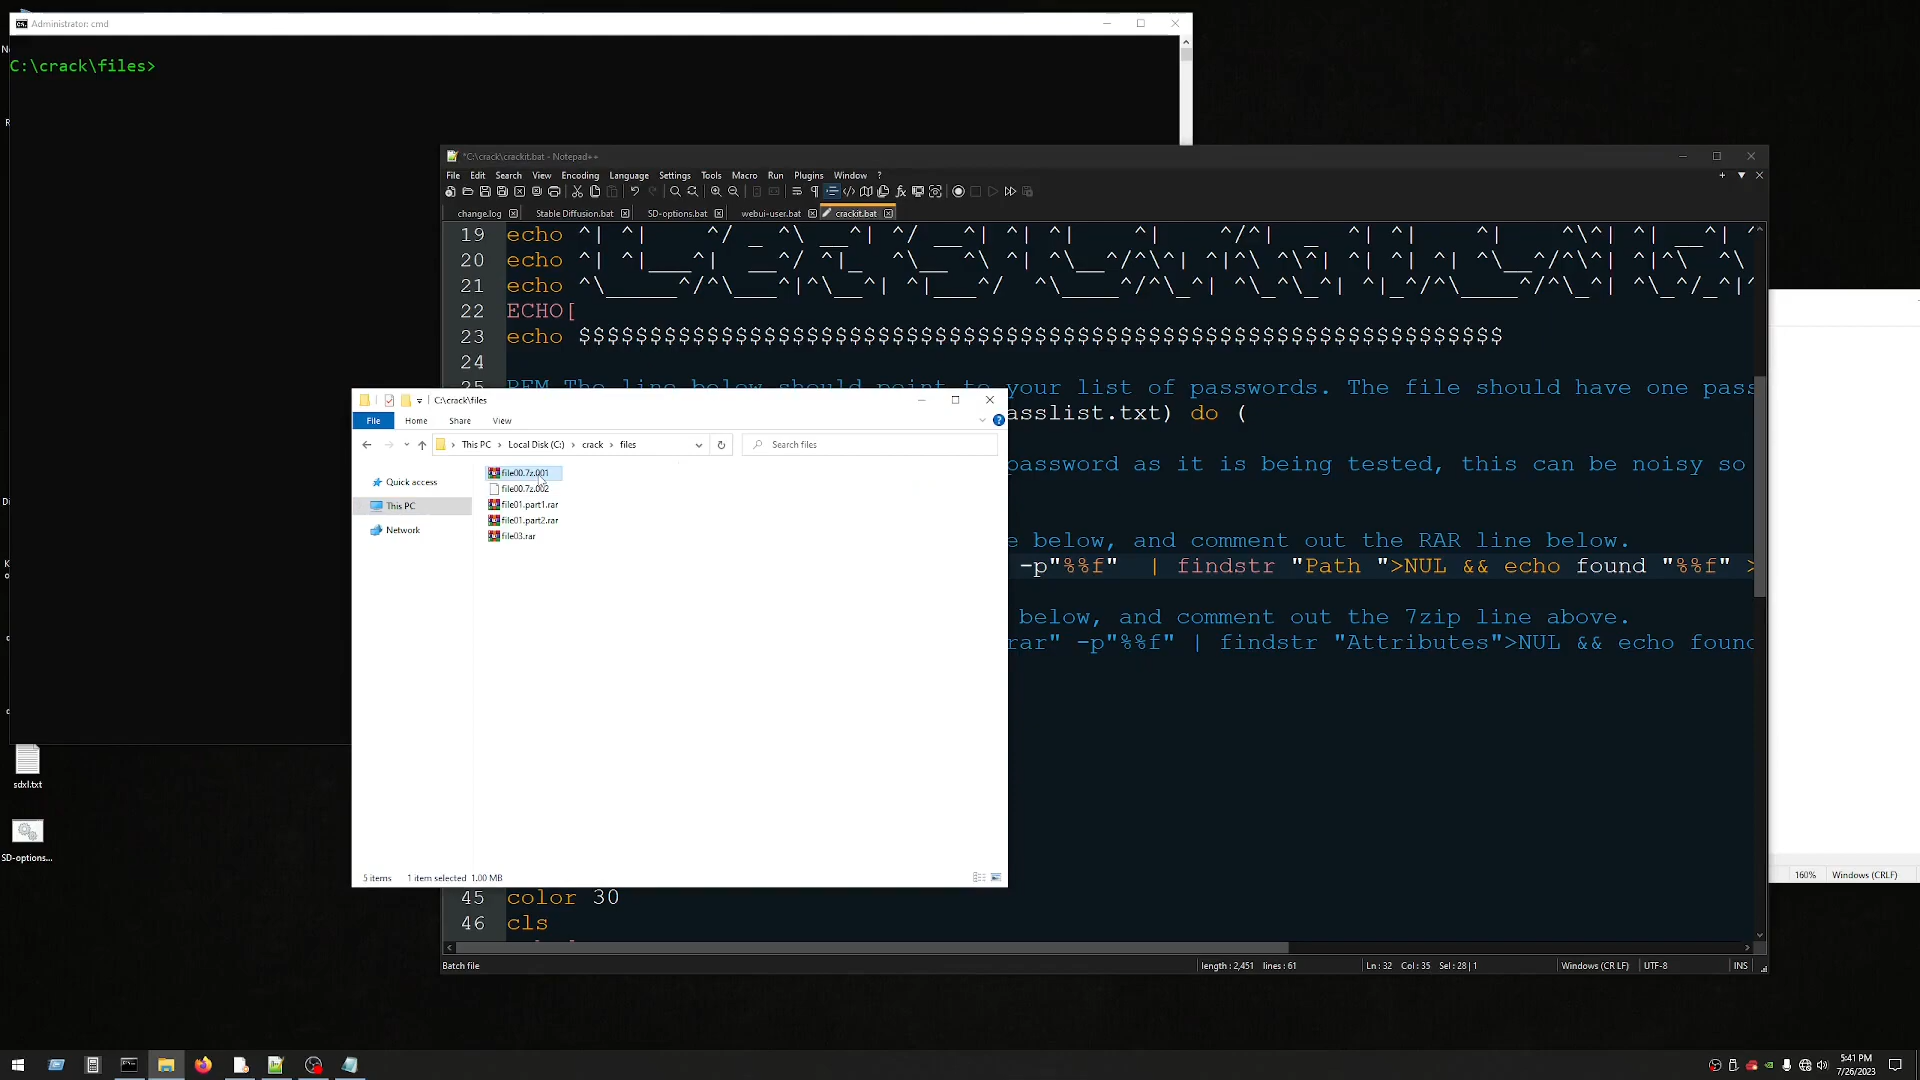 Administrator: cmd
C:\crack\files>
*C:\crack\crackit.bat - Notepad++
File Edit Search View Encoding Language Settings Tools Macro Run Plugins Window ?
change.log Stable Diffusion.bat SD-options.bat webui-user.bat crackit.bat
19 echo
20 echo
21 echo
22 ECHO[
23 echo $$$$$$$$$$$$$$$$$$$$$$$$$$$$$$$$$$$$$$$$$$$$$$$$$$$$$$$$$$$$$$$$$
24
25 REM The line below should point to your list of passwords. The file should have one pass
asslist.txt) do (
password as it is being tested, this can be noisy so
e below, and comment out the RAR line below.
-p"%%f" | findstr "Path ">NUL && echo found "%%f" >
below, and comment out the 7zip line above.
rar" -p"%%f" | findstr "Attributes">NUL && echo found
45 color 30
46 cls
Batch file length : 2,451 lines : 61 Ln : 32 Col : 35 Sel : 28 | 1 Windows (CR LF) UTF-8 INS
C:\crack\files
File Home Share View
This PC > Local Disk (C:) > crack > files
Search files
Quick access
This PC
Network
file00.7z.001
file00.7z.002
file01.part1.rar
file01.part2.rar
file03.rar
5 items 1 item selected 1.00 MB
sdxl.txt
SD-options...
160% Windows (CRLF)
5:41 PM
7/26/2023